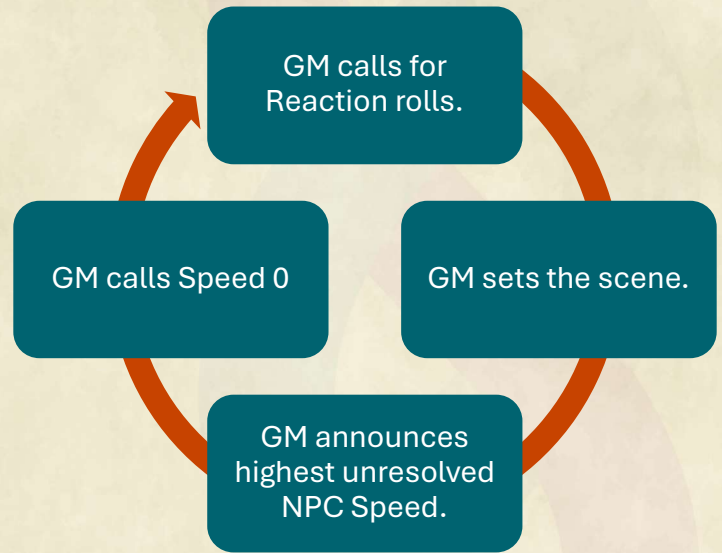 GM calls for
Reaction rolls.
GM sets the scene.
GM announces
highest unresolved
NPC Speed.
GM calls Speed 0